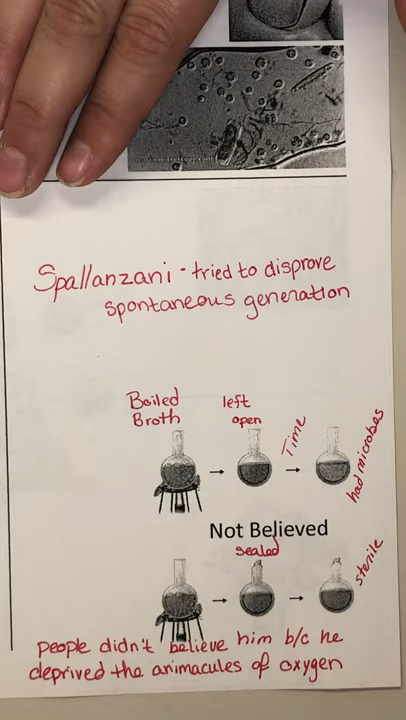 Spallanzani - tried to disprove
spontaneous generation
Boiled
Broth
left
open
Time
had microbes
Not Believed
sealed
sterile
people didn't believe him b/c he
deprived the animacules of oxygen